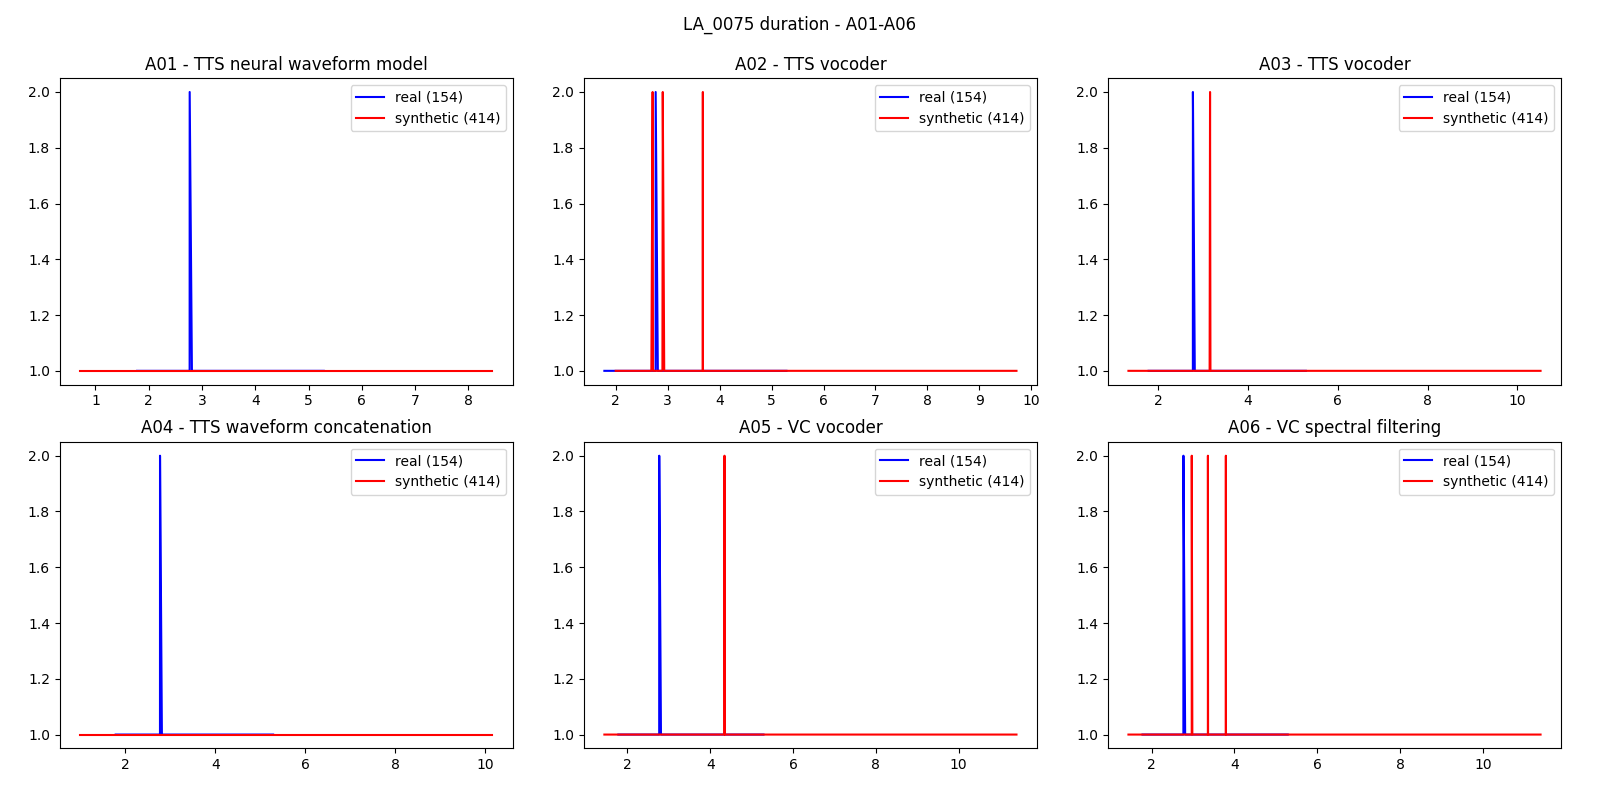 LA_0075 duration - A01-A06
A01 - TTS neural waveform model
real (154)
synthetic (414)
2.0
1.8
1.6
1.4
1.2
1.0
1 2 3 4 5 6 7 8
A02 - TTS vocoder
real (154)
synthetic (414)
2.0
1.8
1.6
1.4
1.2
1.0
2 3 4 5 6 7 8 9 10
A03 - TTS vocoder
real (154)
synthetic (414)
2.0
1.8
1.6
1.4
1.2
1.0
2 4 6 8 10
A04 - TTS waveform concatenation
real (154)
synthetic (414)
2.0
1.8
1.6
1.4
1.2
1.0
2 4 6 8 10
A05 - VC vocoder
real (154)
synthetic (414)
2.0
1.8
1.6
1.4
1.2
1.0
2 4 6 8 10
A06 - VC spectral filtering
real (154)
synthetic (414)
2.0
1.8
1.6
1.4
1.2
1.0
2 4 6 8 10